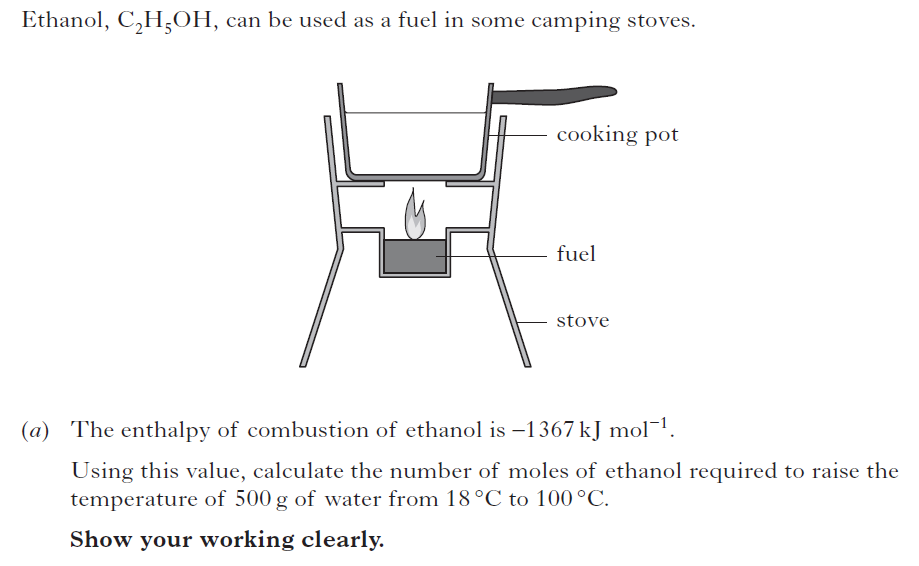 Ethanol, C₂H₅OH, can be used as a fuel in some camping stoves.
cooking pot
fuel
stove
(a) The enthalpy of combustion of ethanol is –1367 kJ mol⁻¹.
Using this value, calculate the number of moles of ethanol required to raise the
temperature of 500 g of water from 18 °C to 100 °C.
Show your working clearly.